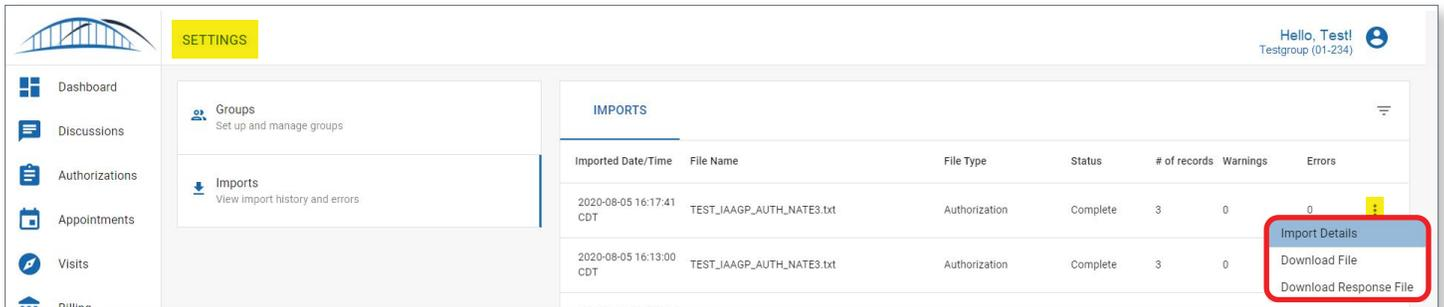 SETTINGS
Hello, Test!
Testgroup (01-234)
Dashboard
Discussions
Authorizations
Appointments
Visits
Billing
Groups
Set up and manage groups
Imports
View import history and errors
IMPORTS
Imported Date/Time File Name File Type Status # of records Warnings Errors
2020-08-05 16:17:41
CDT
TEST_IAAGP_AUTH_NATE3.txt Authorization Complete 3 0 0
2020-08-05 16:13:00
CDT
TEST_IAAGP_AUTH_NATE3.txt Authorization Complete 3 0
Import Details
Download File
Download Response File